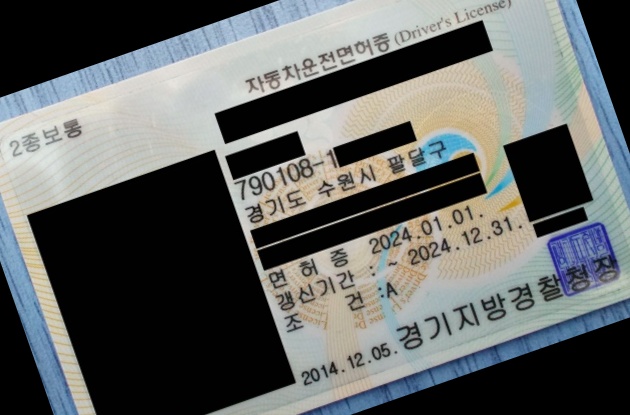 자동차운전면허증 (Driver's License)
2종보통
790108-1
경기도 수원시 팔달구
면 허 증 2024.01.01.
갱신기간 : ~ 2024.12.31.
조 건 :A
2014.12.05. 경기지방경찰청장